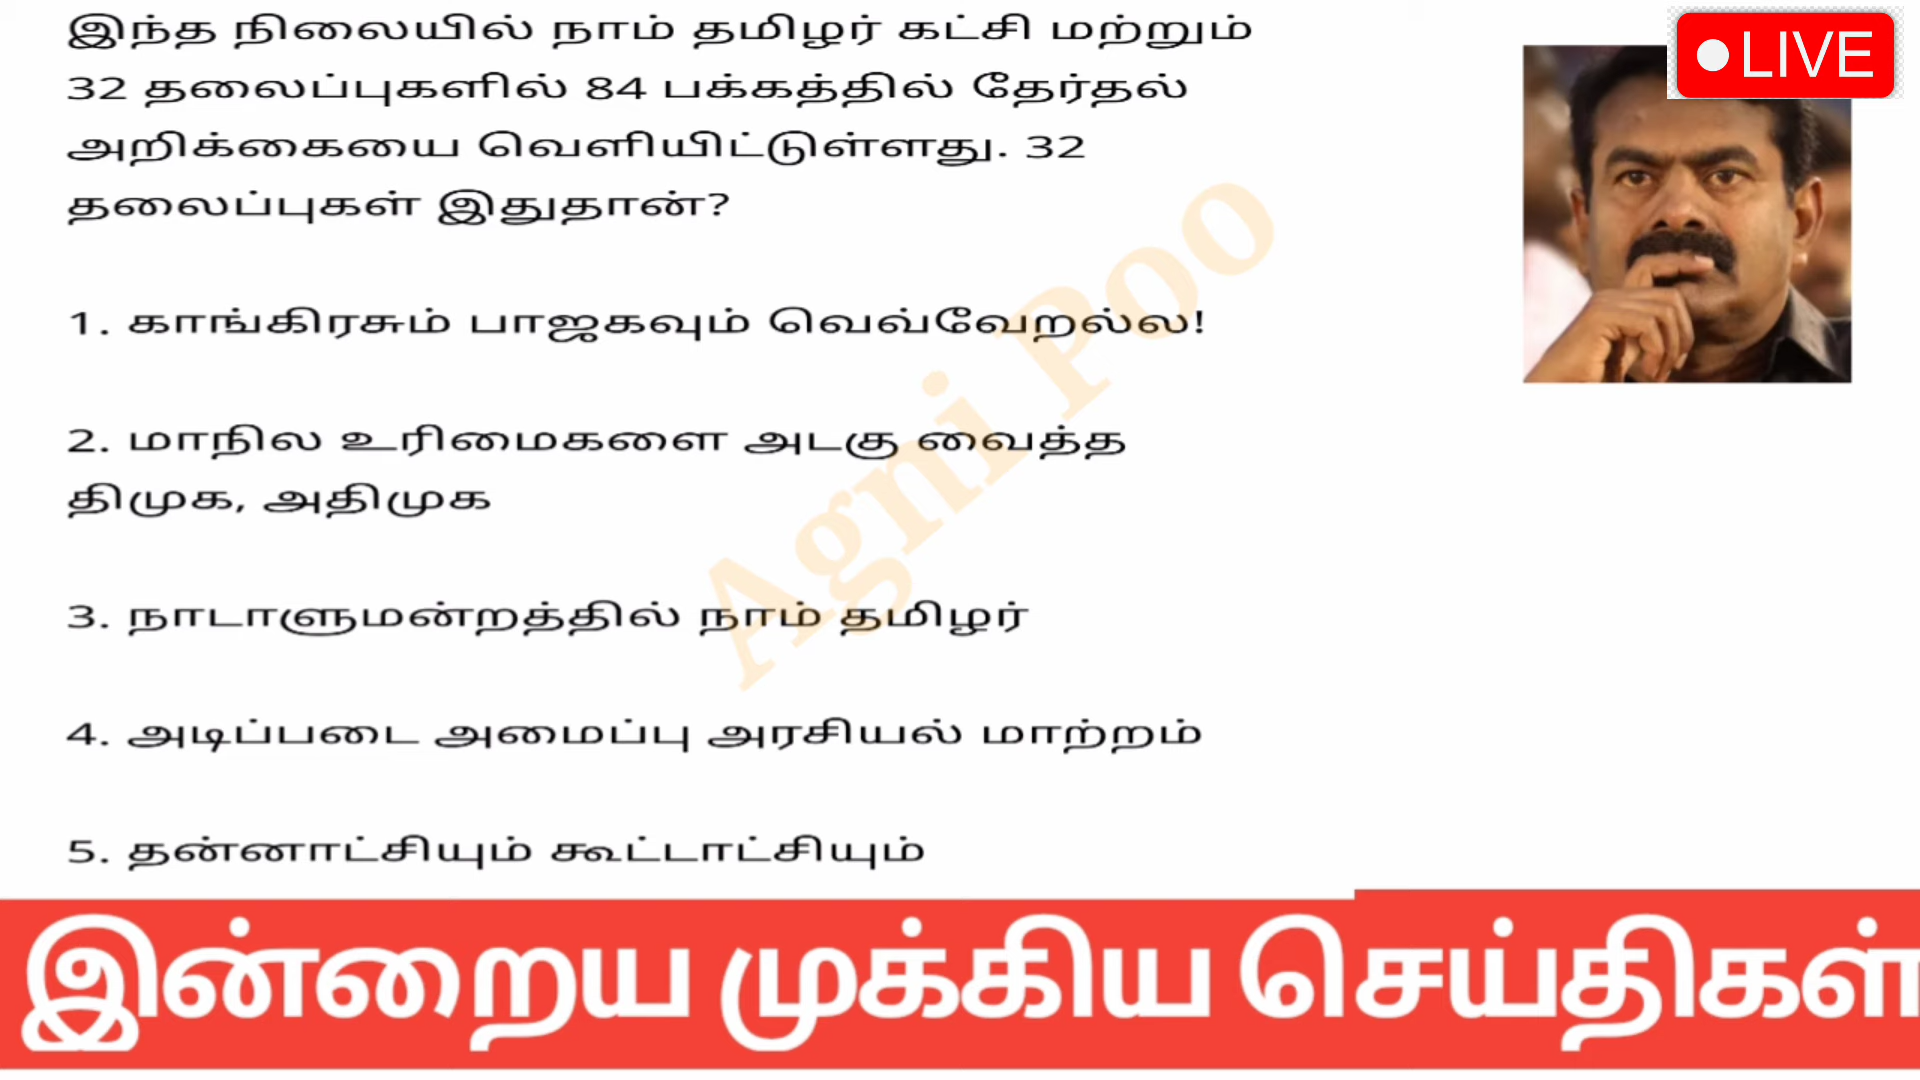 இந்த நிலையில் நாம் தமிழர் கட்சி மற்றும்
32 தலைப்புகளில் 84 பக்கத்தில் தேர்தல்
அறிக்கையை வெளியிட்டுள்ளது. 32
தலைப்புகள் இதுதான்?
1. காங்கிரசும் பாஜகவும் வெவ்வேறல்ல!
2. மாநில உரிமைகளை அடகு வைத்த
திமுக, அதிமுக
3. நாடாளுமன்றத்தில் நாம் தமிழர்
4. அடிப்படை அமைப்பு அரசியல் மாற்றம்
5. தன்னாட்சியும் கூட்டாட்சியும்
LIVE
Agni Poo
இன்றைய முக்கிய செய்திகள்